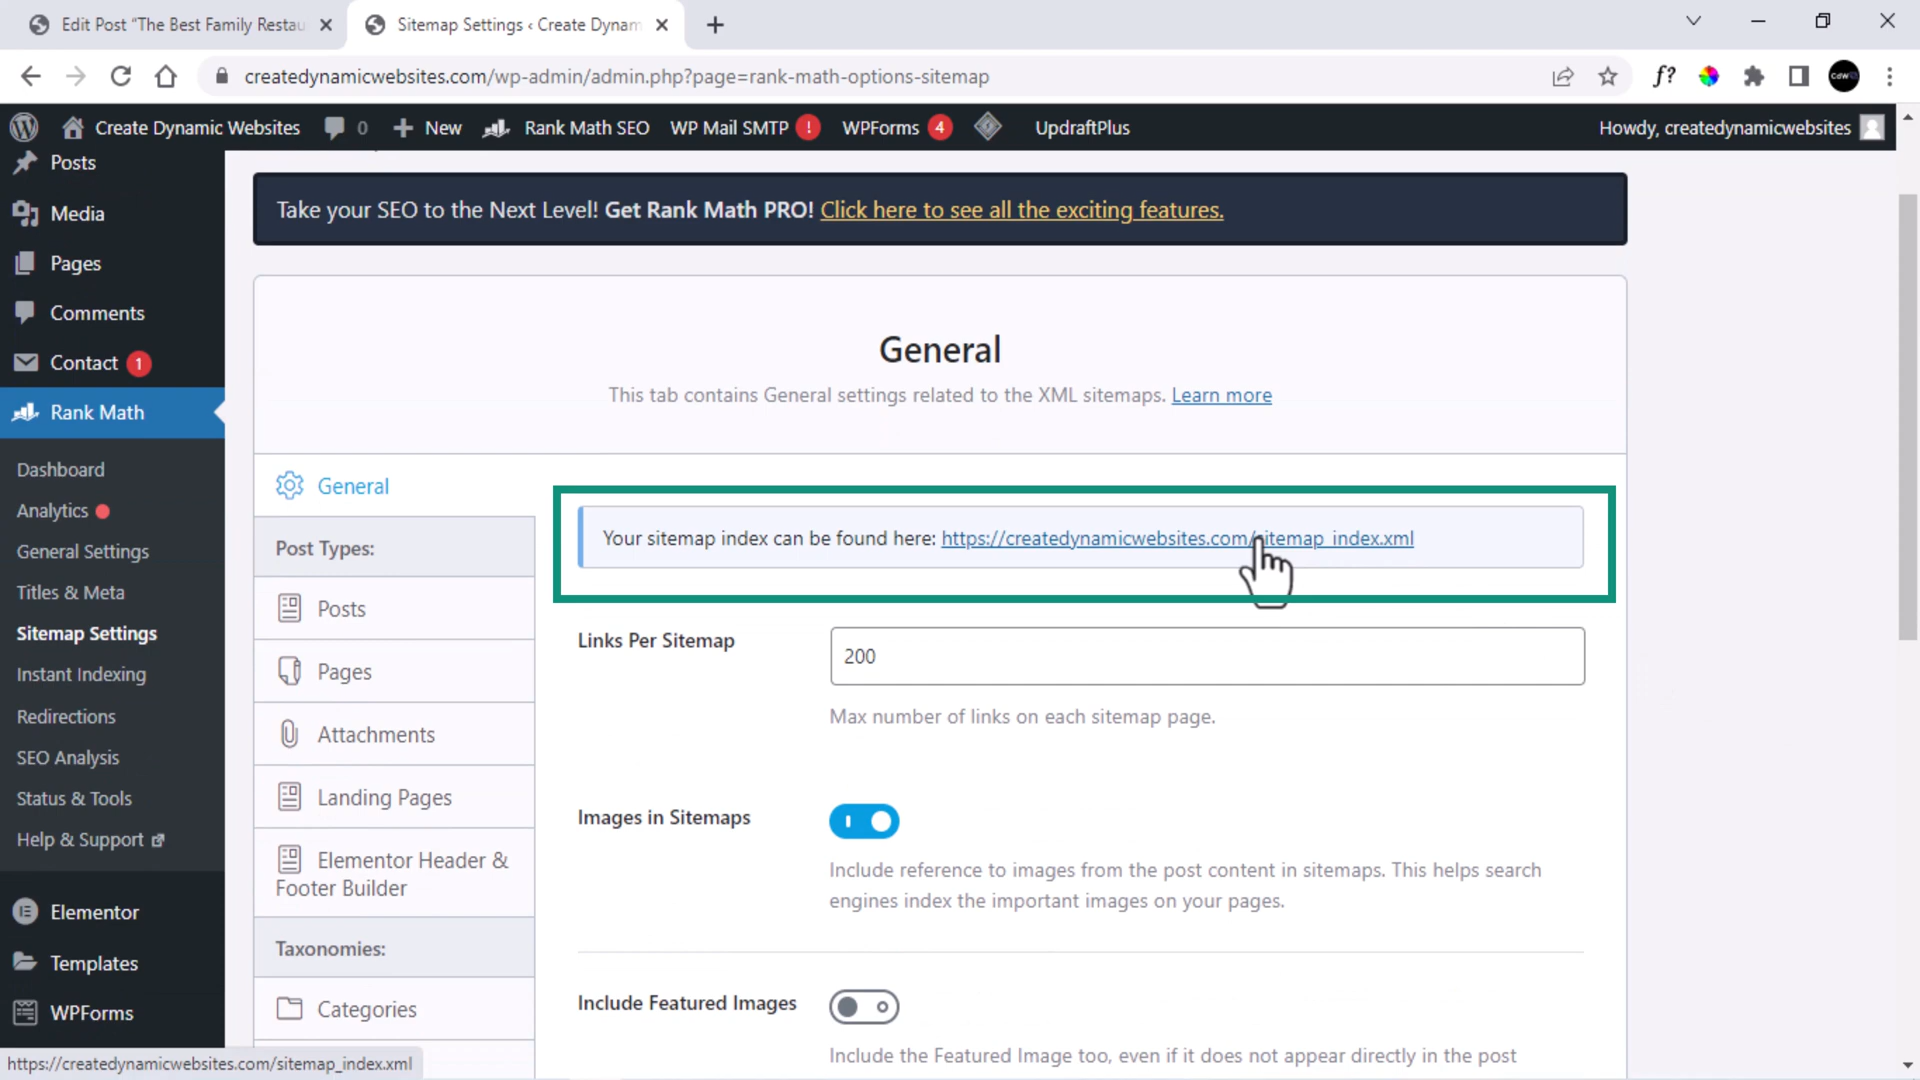 Edit Post “The Best Family Restau
Sitemap Settings ‹ Create Dynam
createdynamicwebsites.com/wp-admin/admin.php?page=rank-math-options-sitemap
f?
CDW
Create Dynamic Websites
0
New
Rank Math SEO
WP Mail SMTP !
WPForms 4
UpdraftPlus
Howdy, createdynamicwebsites
Posts
Media
Pages
Comments
Contact 1
Rank Math
Dashboard
Analytics
General Settings
Titles & Meta
Sitemap Settings
Instant Indexing
Redirections
SEO Analysis
Status & Tools
Help & Support
Elementor
Templates
WPForms
Take your SEO to the Next Level! Get Rank Math PRO! Click here to see all the exciting features.
General
This tab contains General settings related to the XML sitemaps. Learn more
General
Post Types:
Posts
Pages
Attachments
Landing Pages
Elementor Header &
Footer Builder
Taxonomies:
Categories
Your sitemap index can be found here: https://createdynamicwebsites.com/sitemap_index.xml
Links Per Sitemap
200
Max number of links on each sitemap page.
Images in Sitemaps
Include reference to images from the post content in sitemaps. This helps search
engines index the important images on your pages.
Include Featured Images
Include the Featured Image too, even if it does not appear directly in the post
https://createdynamicwebsites.com/sitemap_index.xml